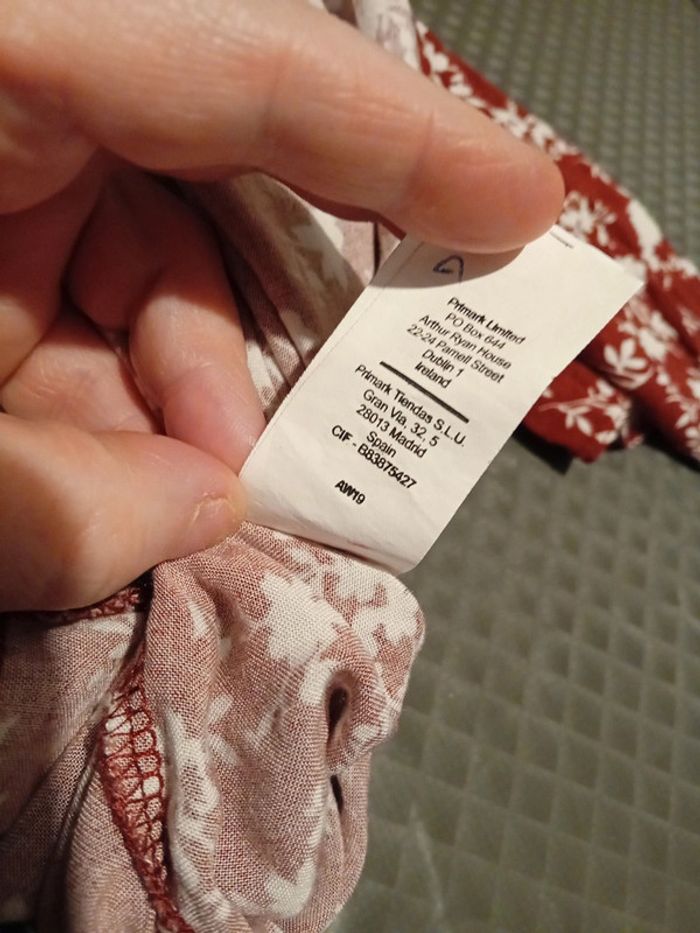 Primark Limited
PO Box 644
Arthur Ryan House
22-24 Parnell Street
Dublin 1
Ireland
Primark Tiendas S.L.U.
Gran Via, 32, 5
28013 Madrid
Spain
CIF - B83875427
AW19